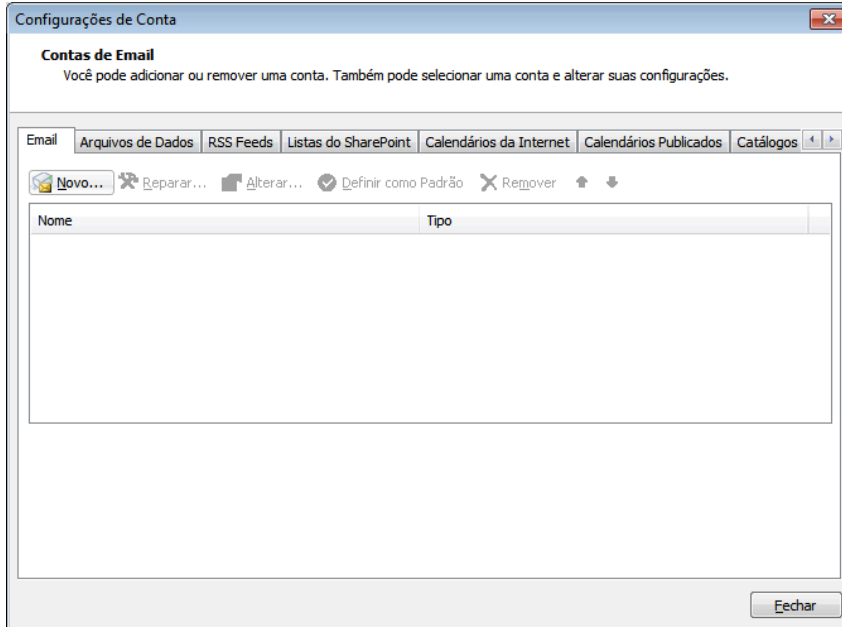 Configurações de Conta
Contas de Email
Você pode adicionar ou remover uma conta. Também pode selecionar uma conta e alterar suas configurações.
Email Arquivos de Dados RSS Feeds Listas do SharePoint Calendários da Internet Calendários Publicados Catálogos
Novo... Reparar... Alterar... Definir como Padrão Remover
Nome Tipo
Fechar